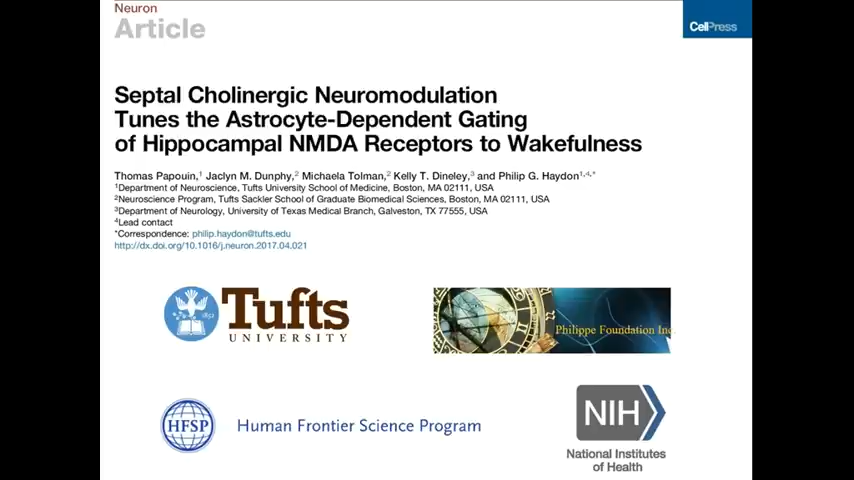 Neuron
Article
CellPress
Septal Cholinergic Neuromodulation
Tunes the Astrocyte-Dependent Gating
of Hippocampal NMDA Receptors to Wakefulness
Thomas Papouin,1 Jaclyn M. Dunphy,2 Michaela Tolman,2 Kelly T. Dineley,3 and Philip G. Haydon1,4,*
1Department of Neuroscience, Tufts University School of Medicine, Boston, MA 02111, USA
2Neuroscience Program, Tufts Sackler School of Graduate Biomedical Sciences, Boston, MA 02111, USA
3Department of Neurology, University of Texas Medical Branch, Galveston, TX 77555, USA
4Lead contact
*Correspondence: philip.haydon@tufts.edu
http://dx.doi.org/10.1016/j.neuron.2017.04.021
1852
Tufts
UNIVERSITY
Philippe Foundation Inc.
HFSP
Human Frontier Science Program
NIH
National Institutes
of Health